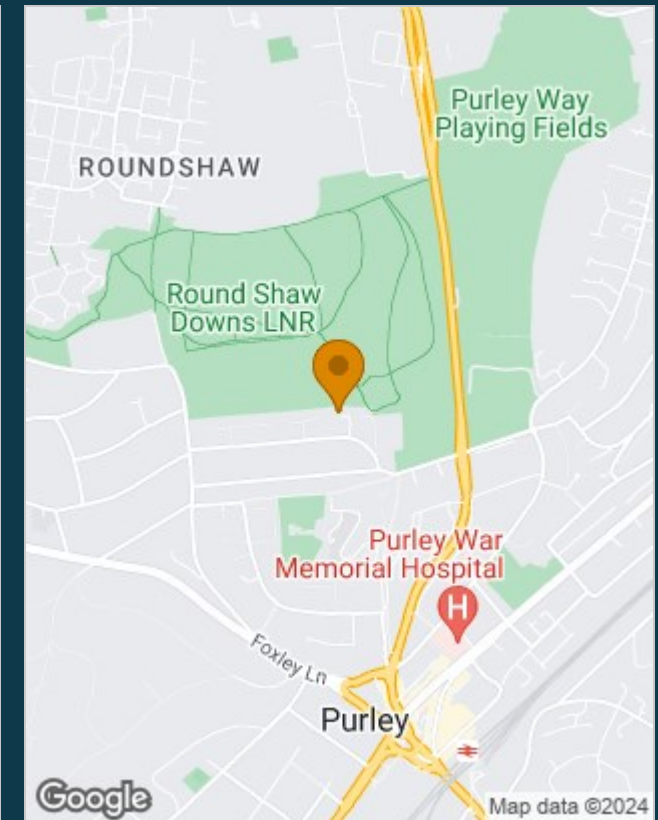 Purley Way
Playing Fields
ROUNDSHAW
Round Shaw
Downs LNR
Purley War
Memorial Hospital
H
Foxley Ln
Purley
Google
Map data ©2024